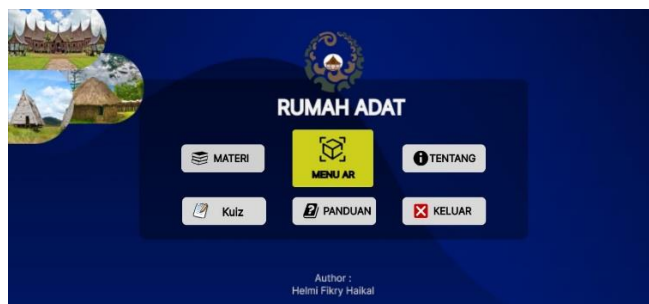 RUMAH ADAT
MATERI
MENU AR
TENTANG
Kuiz
PANDUAN
KELUAR
Author :
Helmi Fikry Haikal